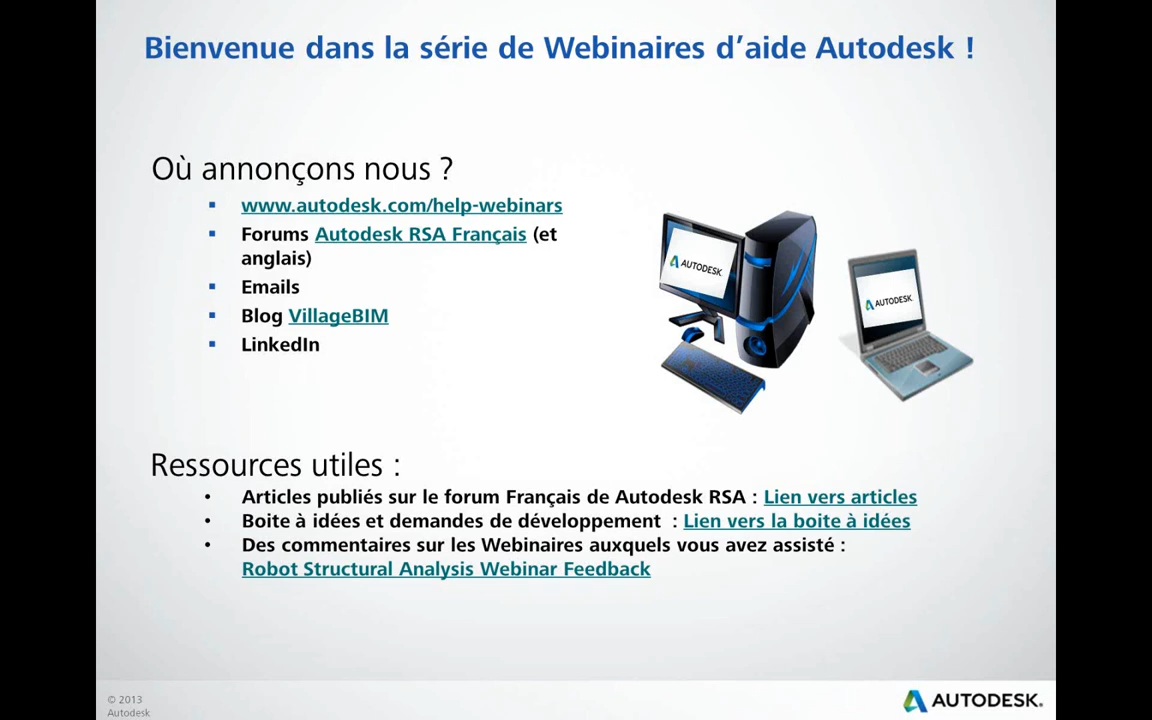 Bienvenue dans la série de Webinaires d’aide Autodesk !
Où annonçons nous ?
▪ www.autodesk.com/help-webinars
▪ Forums Autodesk RSA Français (et
anglais)
▪ Emails
▪ Blog VillageBIM
▪ LinkedIn
AUTODESK
AUTODESK
Ressources utiles :
• Articles publiés sur le forum Français de Autodesk RSA : Lien vers articles
• Boite à idées et demandes de développement  : Lien vers la boite à idées
• Des commentaires sur les Webinaires auxquels vous avez assisté :
Robot Structural Analysis Webinar Feedback
© 2013
Autodesk
AUTODESK.